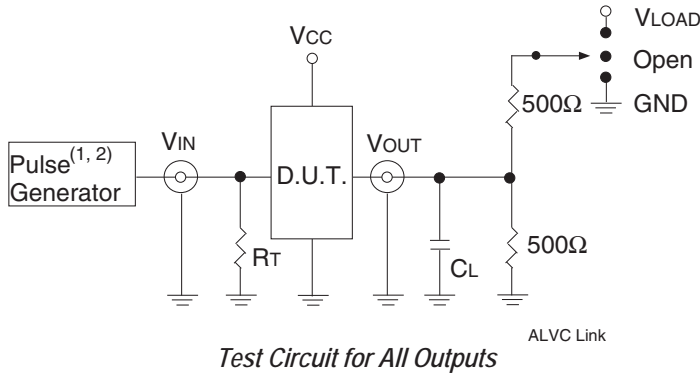 VLOAD
VCC
Open
500Ω
GND
VIN
VOUT
Pulse(1, 2)
Generator
D.U.T.
500Ω
RT
CL
ALVC Link
Test Circuit for All Outputs